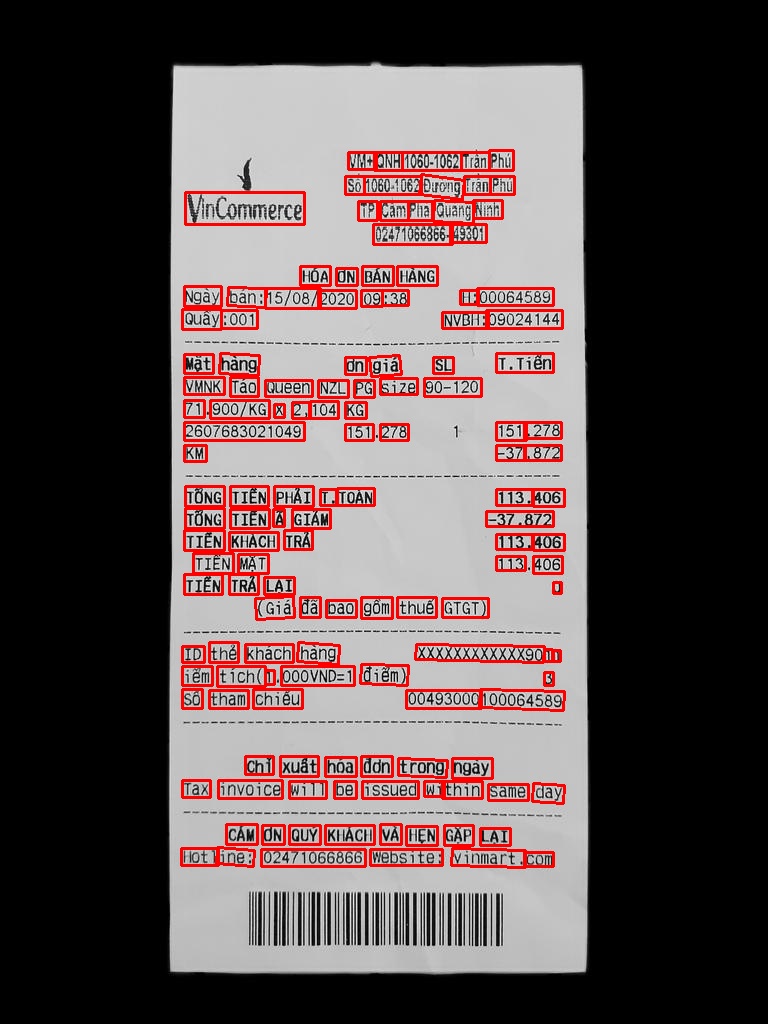 VM+ QNH 1060-1062 Trần Phú
Số 1060-1062 Đường Trần Phú
TP Cẩm Phả Quảng Ninh
VinCommerce
02471066866-49301
HÓA ƠN BÁN HÀNG
Ngày bán:15/08/2020 09:38 H:00064589
Quầy:001 NVBH:09024144
Mặt hàng ơn giá SL T.Tiền
VMNK Táo Queen NZL PG size 90-120
71.900/KG x 2,104 KG
2607683021049 151.278 1 151.278
KM -37.872
TỔNG TIỀN PHẢI T.TOÁN 113.406
TỔNG TIỀN Ã GIẢM -37.872
TIỀN KHÁCH TRẢ 113.406
TIỀN MẶT 113.406
TIỀN TRẢ LẠI 0
(Giá đã bao gồm thuế GTGT)
ID thẻ khách hàng XXXXXXXXXXXX9011
iểm tích(1.000VND=1 điểm) 3
Số tham chiếu 00493000100064589
Chỉ xuất hóa đơn trong ngày
Tax invoice will be issued within same day
CẢM ƠN QUÝ KHÁCH VÀ HẸN GẶP LẠI
Hotline: 02471066866 Website: vinmart.com